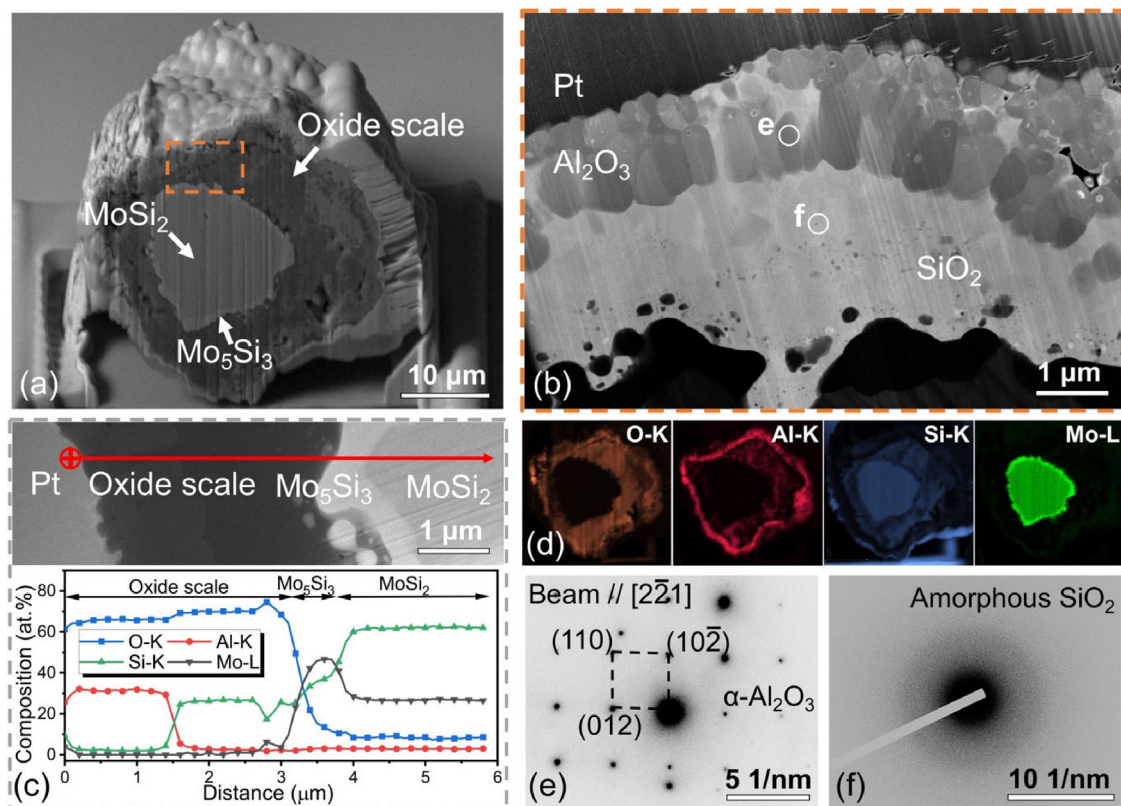 Oxide scale
MoSi₂
Mo₅Si₃
(a)
10 μm
Pt
e
Al₂O₃
f
SiO₂
(b)
1 μm
Pt
Oxide scale
Mo₅Si₃
MoSi₂
1 μm
Oxide scale
Mo₅Si₃
MoSi₂
80
60
40
20
0
Composition (at.%)
O-K
Al-K
Si-K
Mo-L
0
1
2
3
4
5
6
(c)
Distance (μm)
O-K
Al-K
Si-K
Mo-L
(d)
Beam // [22̄1]
(110)
(102̄)
(012)
α-Al₂O₃
(e)
5 1/nm
Amorphous SiO₂
(f)
10 1/nm